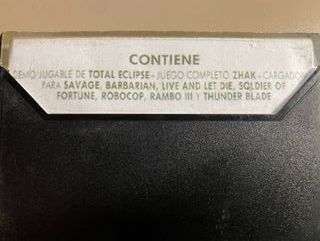 CONTIENE
DEMO JUGABLE DE TOTAL ECLIPSE - JUEGO COMPLETO ZHAK - CARGADOR
PARA SAVAGE, BARBARIAN, LIVE AND LET DIE, SOLDIER OF
FORTUNE, ROBOCOP, RAMBO III Y THUNDER BLADE